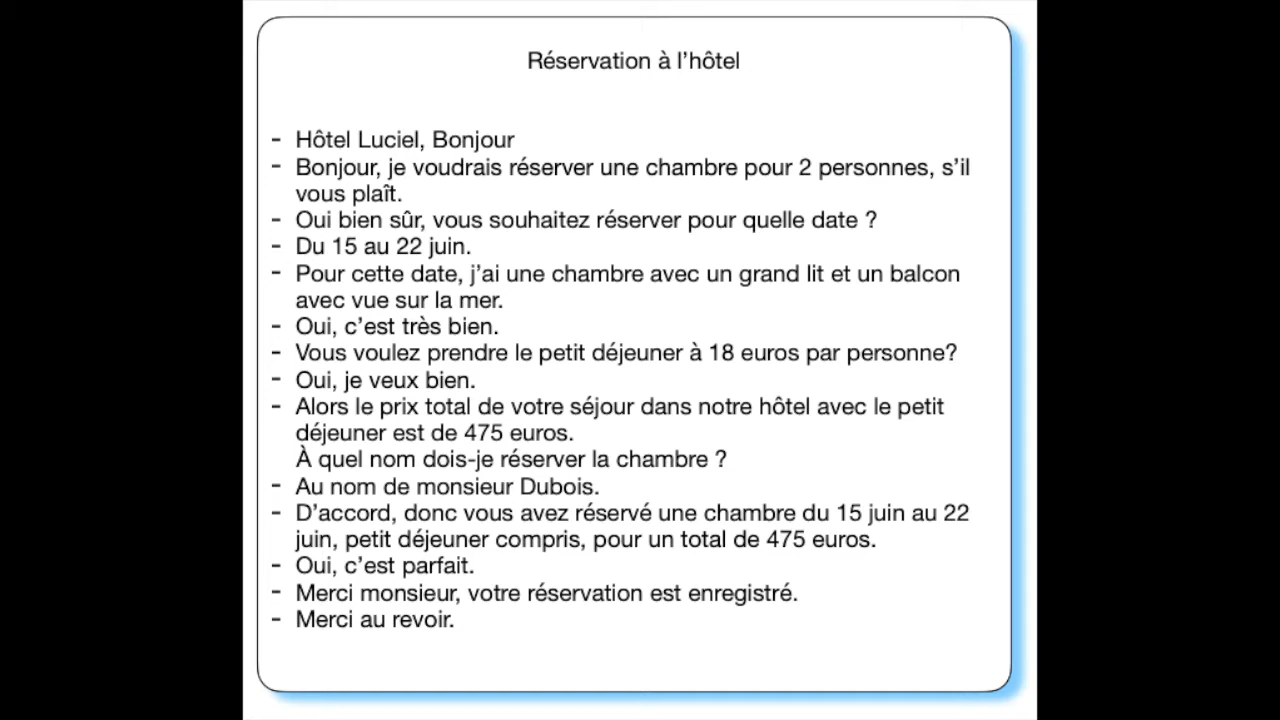 Réservation à l’hôtel
- Hôtel Luciel, Bonjour
- Bonjour, je voudrais réserver une chambre pour 2 personnes, s’il
vous plaît.
- Oui bien sûr, vous souhaitez réserver pour quelle date ?
- Du 15 au 22 juin.
- Pour cette date, j’ai une chambre avec un grand lit et un balcon
avec vue sur la mer.
- Oui, c’est très bien.
- Vous voulez prendre le petit déjeuner à 18 euros par personne?
- Oui, je veux bien.
- Alors le prix total de votre séjour dans notre hôtel avec le petit
déjeuner est de 475 euros.
À quel nom dois-je réserver la chambre ?
- Au nom de monsieur Dubois.
- D’accord, donc vous avez réservé une chambre du 15 juin au 22
juin, petit déjeuner compris, pour un total de 475 euros.
- Oui, c’est parfait.
- Merci monsieur, votre réservation est enregistré.
- Merci au revoir.